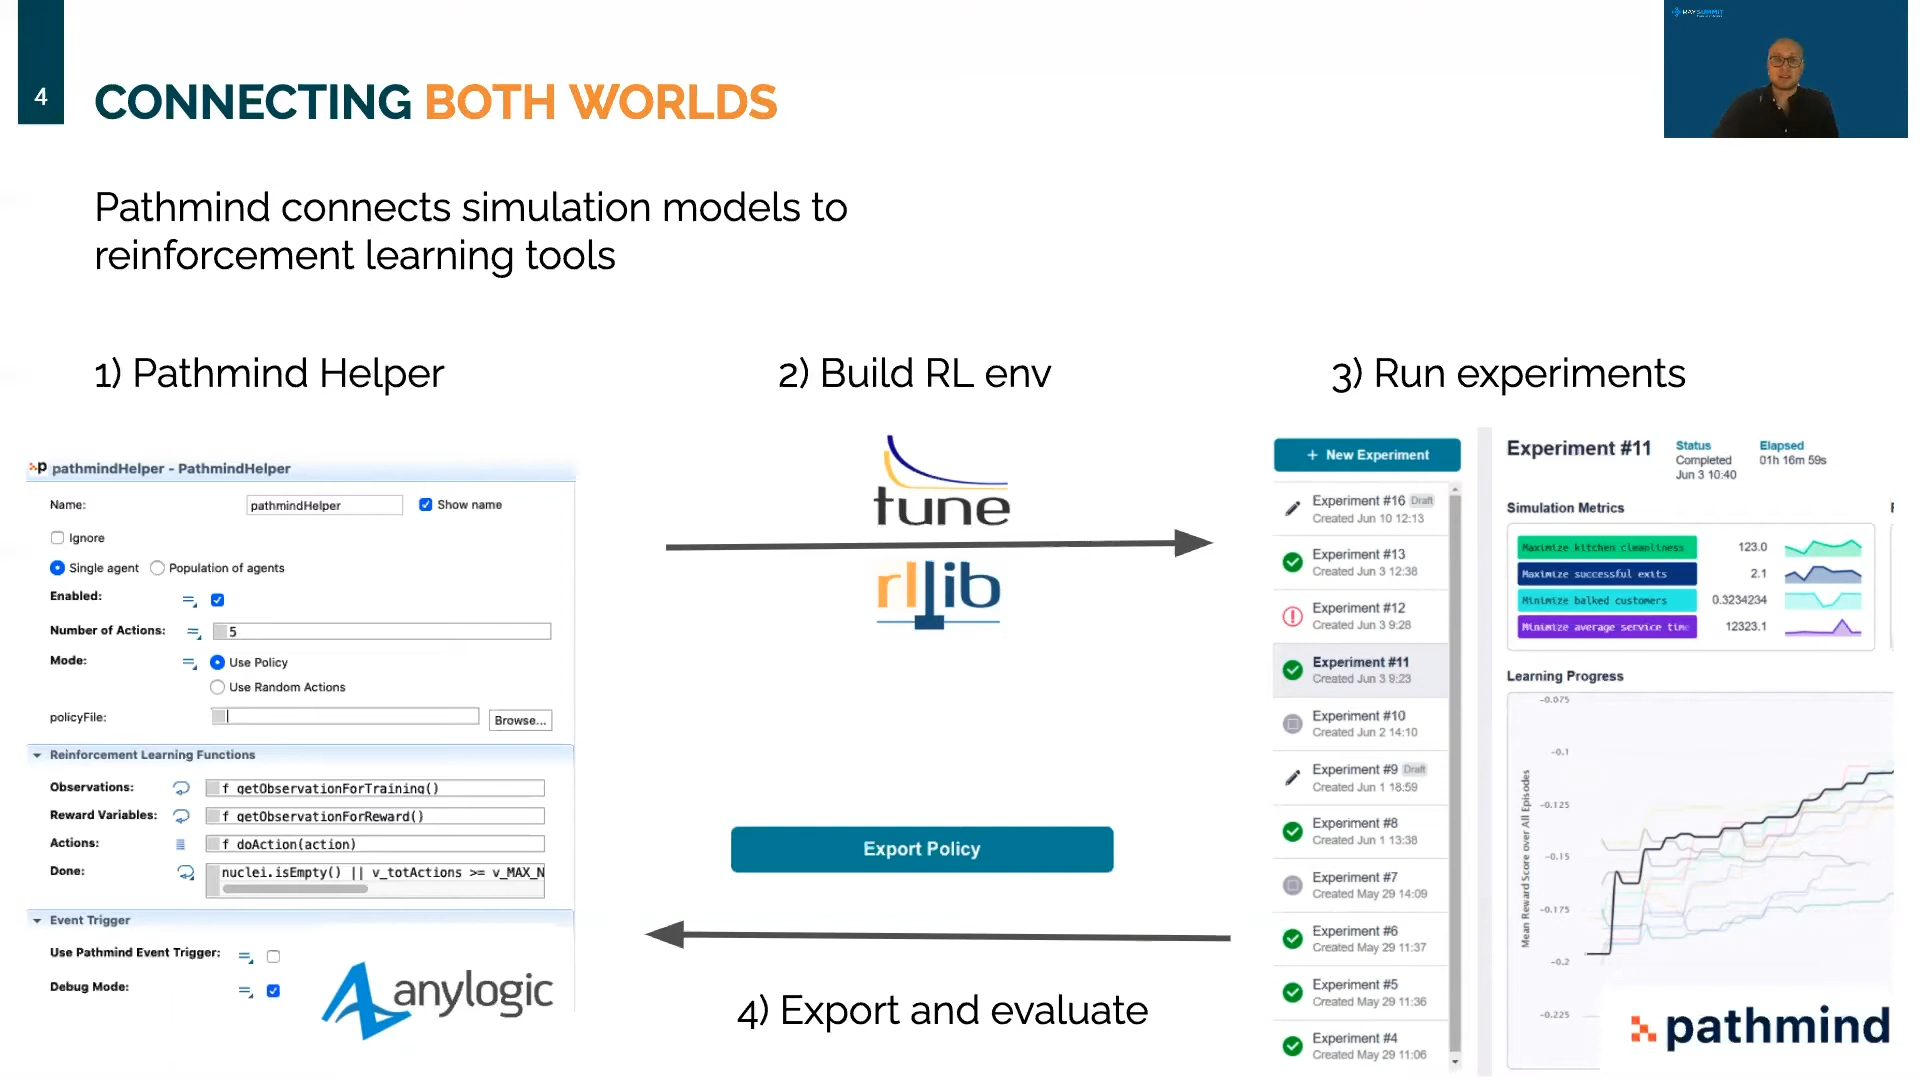 4
CONNECTING BOTH WORLDS
Pathmind connects simulation models to
reinforcement learning tools
1) Pathmind Helper
2) Build RL env
3) Run experiments
pathmindHelper - PathmindHelper
Name: pathmindHelper Show name
Ignore
Single agent Population of agents
Enabled:
Number of Actions: 5
Mode: Use Policy
Use Random Actions
policyFile: Browse...
Reinforcement Learning Functions
Observations: f getObservationForTraining()
Reward Variables: f getObservationForReward()
Actions: f doAction(action)
Done: nuclei.isEmpty() || v_totActions >= v_MAX_N
Event Trigger
Use Pathmind Event Trigger:
Debug Mode:
anylogic
tune
rllib
Export Policy
4) Export and evaluate
+ New Experiment
Experiment #16 Draft
Created Jun 10 12:13
Experiment #13
Created Jun 3 12:38
Experiment #12
Created Jun 3 9:28
Experiment #11
Created Jun 3 9:23
Experiment #10
Created Jun 2 14:10
Experiment #9 Draft
Created Jun 1 18:59
Experiment #8
Created Jun 1 13:38
Experiment #7
Created May 29 14:09
Experiment #6
Created May 29 11:37
Experiment #5
Created May 29 11:36
Experiment #4
Created May 29 11:06
Experiment #11
Status
Completed
Jun 3 10:40
Elapsed
01h 16m 59s
Simulation Metrics
Maximize kitchen cleanliness 123.0
Maximize successful exits 2.1
Minimize balked customers 0.3234234
Minimize average service time 12323.1
Learning Progress
Mean Reward Score over All Episodes
-0.075
-0.1
-0.125
-0.15
-0.175
-0.2
-0.225
pathmind
RAY SUMMIT